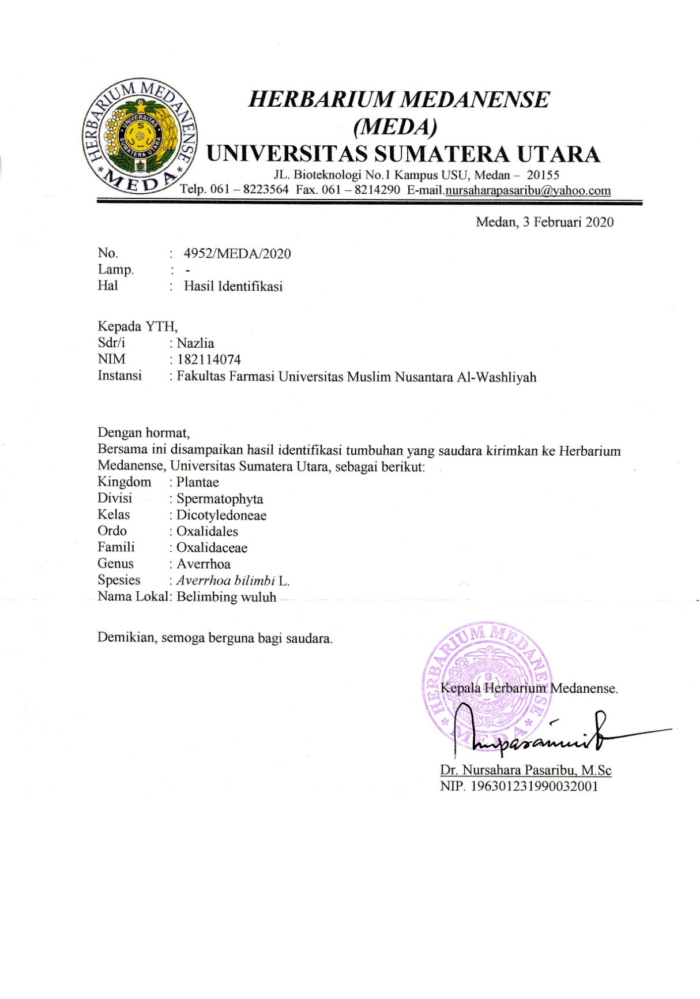 HERBARIUM MEDANENSE
MEDA
UNIVERSITAS
SUMATERA UTARA
HERBARIUM MEDANENSE
(MEDA)
UNIVERSITAS SUMATERA UTARA
JL. Bioteknologi No.1 Kampus USU, Medan – 20155
Telp. 061 – 8223564 Fax. 061 – 8214290 E-mail.nursaharapasaribu@yahoo.com
Medan, 3 Februari 2020
No. : 4952/MEDA/2020
Lamp. : -
Hal : Hasil Identifikasi
Kepada YTH,
Sdr/i : Nazlia
NIM : 182114074
Instansi : Fakultas Farmasi Universitas Muslim Nusantara Al-Washliyah
Dengan hormat,
Bersama ini disampaikan hasil identifikasi tumbuhan yang saudara kirimkan ke Herbarium
Medanense, Universitas Sumatera Utara, sebagai berikut:
Kingdom : Plantae
Divisi : Spermatophyta
Kelas : Dicotyledoneae
Ordo : Oxalidales
Famili : Oxalidaceae
Genus : Averrhoa
Spesies : Averrhoa bilimbi L.
Nama Lokal: Belimbing wuluh
Demikian, semoga berguna bagi saudara.
HERBARIUM MEDANENSE
MEDA
UNIVERSITAS
SUMATERA UTARA
Kepala Herbarium Medanense.
Dr. Nursahara Pasaribu, M.Sc
NIP. 196301231990032001